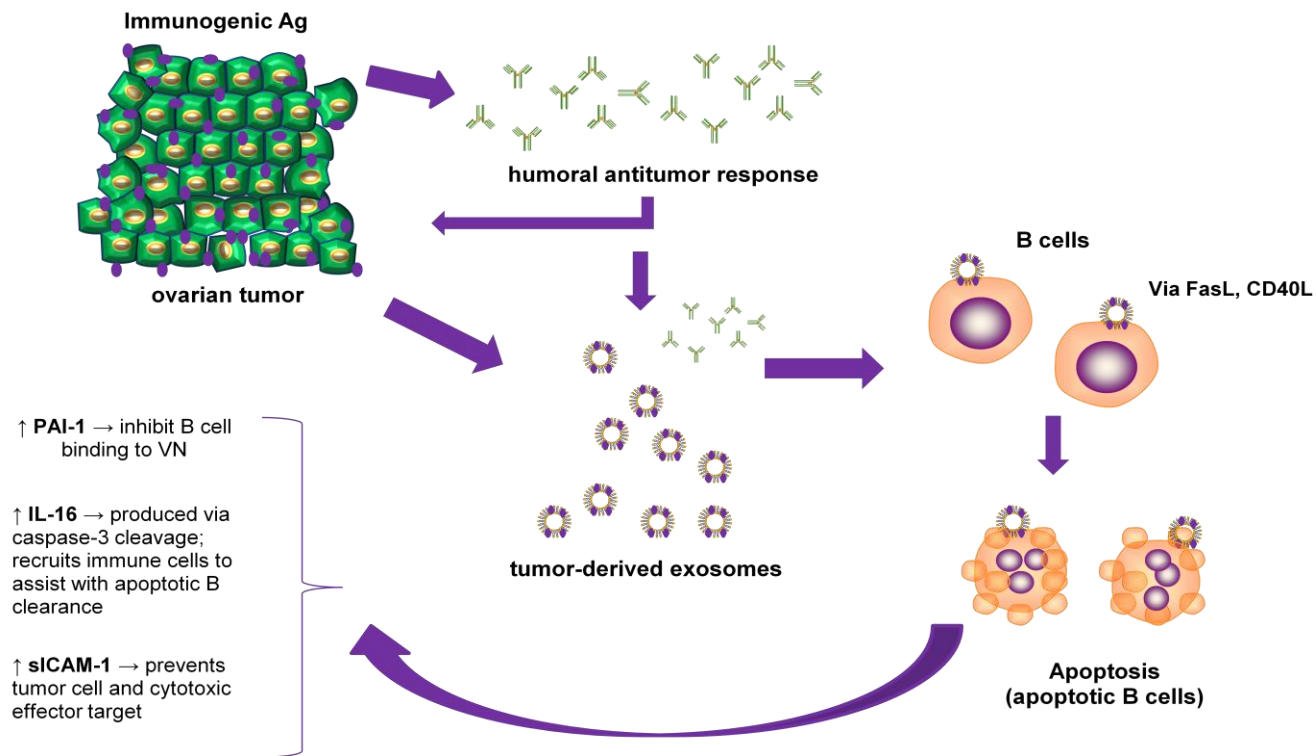 Immunogenic Ag
ovarian tumor
humoral antitumor response
B cells
Via FasL, CD40L
tumor-derived exosomes
Apoptosis
(apoptotic B cells)
↑ PAI-1 → inhibit B cell
binding to VN
↑ IL-16 → produced via
caspase-3 cleavage;
recruits immune cells to
assist with apoptotic B
clearance
↑ sICAM-1 → prevents
tumor cell and cytotoxic
effector target